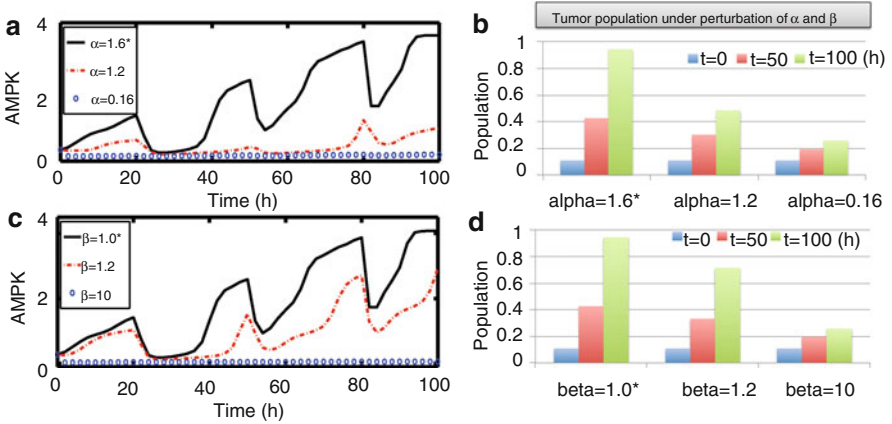 Tumor population under perturbation of α and β
a
4
2
0
AMPK
α=1.6*
α=1.2
α=0.16
0 20 40 60 80 100
Time (h)
b
1
0.8
0.6
0.4
0.2
0
Population
t=0 t=50 t=100 (h)
alpha=1.6* alpha=1.2 alpha=0.16
c
4
2
0
AMPK
β=1.0*
β=1.2
β=10
0 20 40 60 80 100
Time (h)
d
1
0.8
0.6
0.4
0.2
0
Population
t=0 t=50 t=100 (h)
beta=1.0* beta=1.2 beta=10